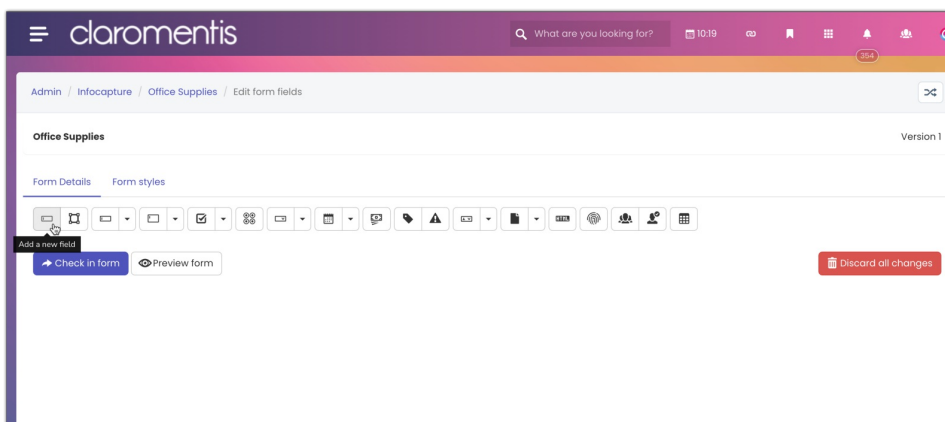 claromentis
What are you looking for?
10:19
354
Admin / Infocapture / Office Supplies / Edit form fields
Office Supplies
Version 1
Form Details
Form styles
HTML
Add a new field
Check in form
Preview form
Discard all changes